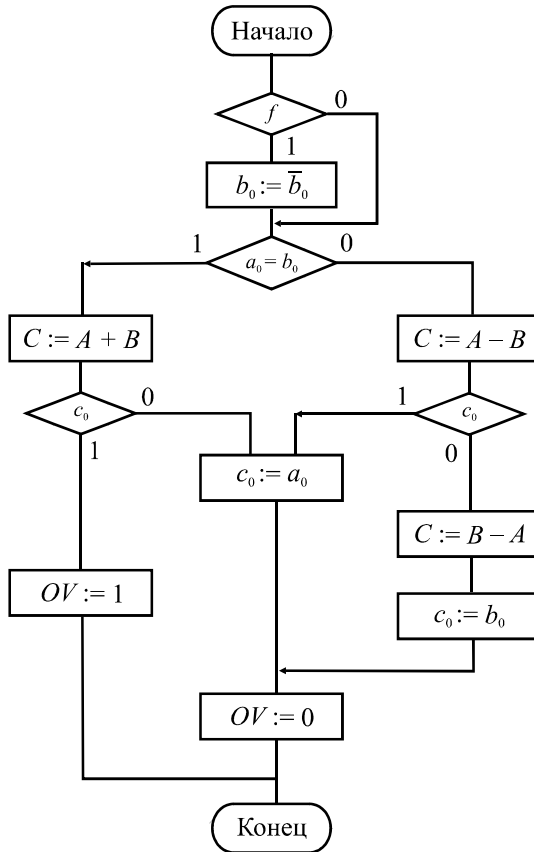 Начало
f
0
1
b₀ := b̅₀
1
0
a₀ = b₀
C := A + B
C := A – B
c₀
0
1
c₀
1
0
c₀ := a₀
C := B – A
OV := 1
c₀ := b₀
OV := 0
Конец